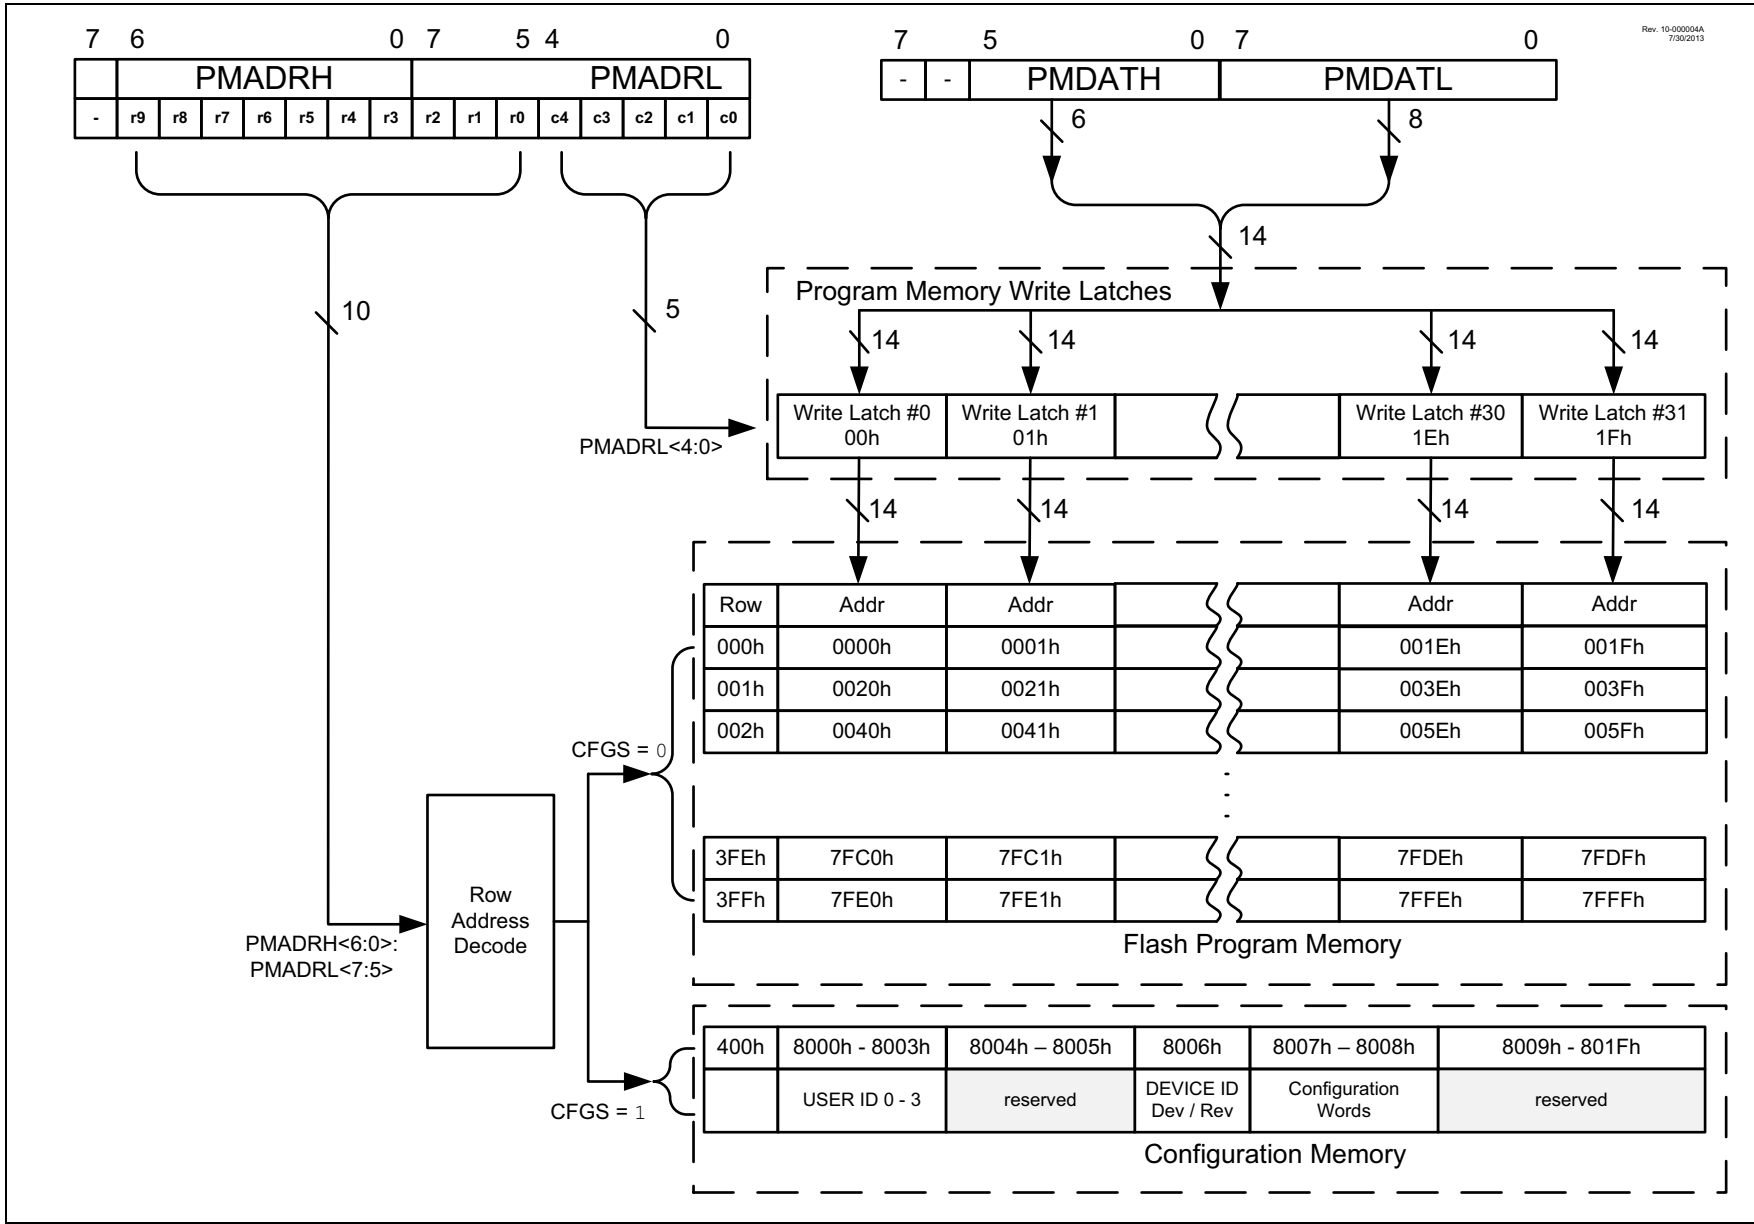 Rev. 10-000004A
7/30/2013
7 6 0 7 5 4 0
7 5 0 7 0
PMADRH PMADRL
- - PMDATH PMDATL
- r9 r8 r7 r6 r5 r4 r3 r2 r1 r0 c4 c3 c2 c1 c0
6 8
14
10 5
Program Memory Write Latches
14 14 14 14
Write Latch #0 Write Latch #1 Write Latch #30 Write Latch #31
00h 01h 1Eh 1Fh
PMADRL<4:0>
14 14 14 14
Row Addr Addr Addr Addr
000h 0000h 0001h 001Eh 001Fh
001h 0020h 0021h 003Eh 003Fh
002h 0040h 0041h 005Eh 005Fh
CFGS = 0
3FEh 7FC0h 7FC1h 7FDEh 7FDFh
3FFh 7FE0h 7FE1h 7FFEh 7FFFh
Row
Address
Decode
PMADRH<6:0>:
PMADRL<7:5>
Flash Program Memory
400h 8000h - 8003h 8004h – 8005h 8006h 8007h – 8008h 8009h - 801Fh
USER ID 0 - 3 reserved DEVICE ID Configuration reserved
Dev / Rev Words
CFGS = 1
Configuration Memory